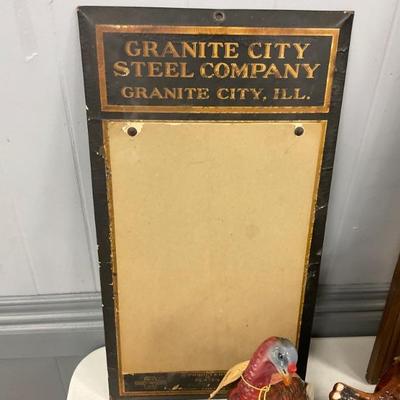 GRANITE CITY
STEEL COMPANY
GRANITE CITY, ILL.